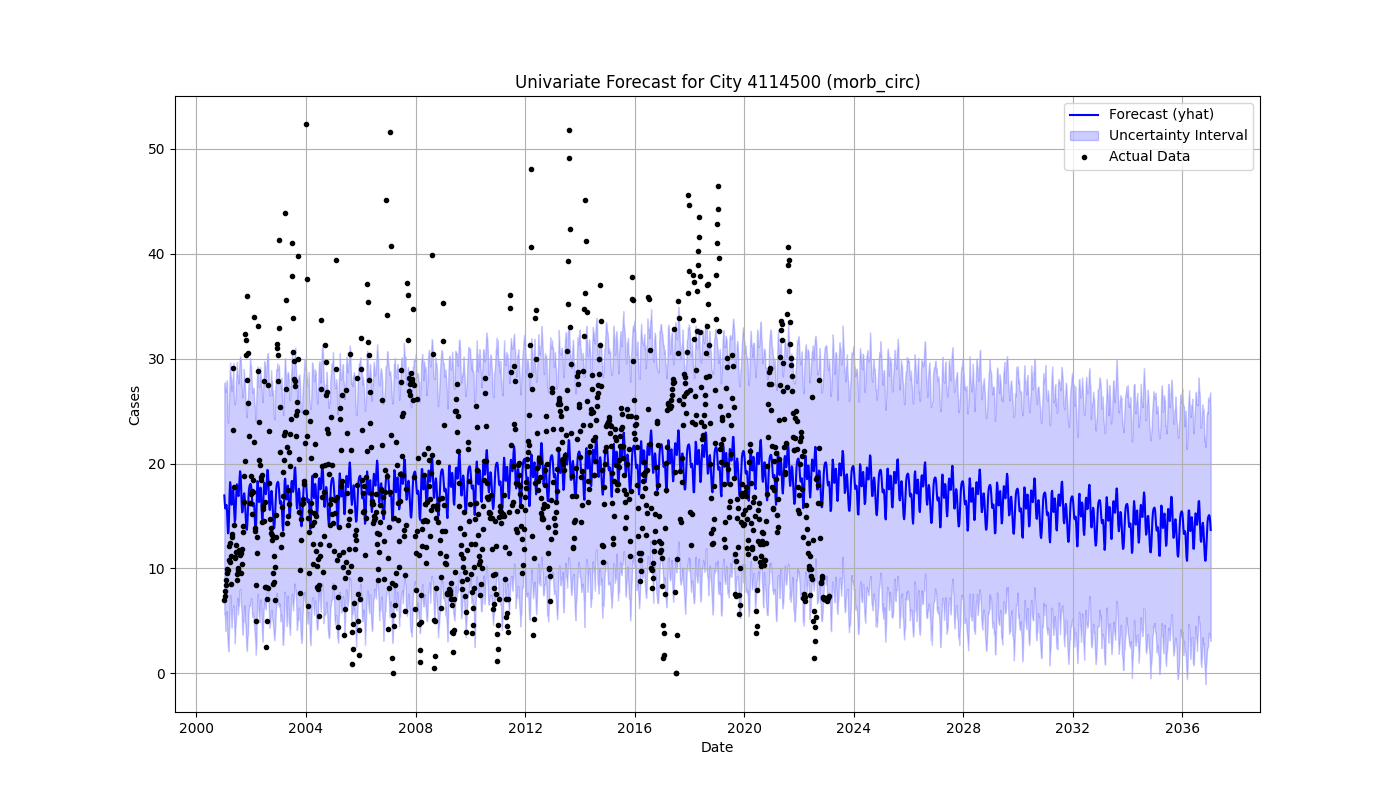 Univariate Forecast for City 4114500 (morb_circ)
Forecast (yhat)
Uncertainty Interval
Actual Data
Cases
50
40
30
20
10
0
2000 2004 2008 2012 2016 2020 2024 2028 2032 2036
Date